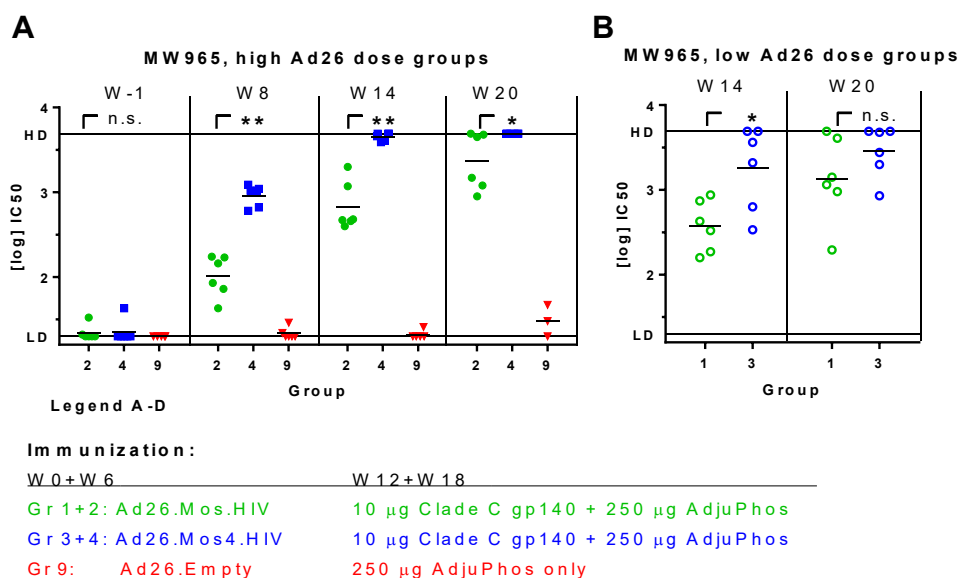 A
MW965, high Ad26 dose groups
W -1 W 8 W 14 W 20
n.s. ** ** *
4
HD
3
2
LD
[log] IC50
2 4 9 2 4 9 2 4 9 2 4 9
Group
B
MW965, low Ad26 dose groups
W 14 W 20
* n.s.
4
HD
3
2
LD
[log] IC50
1 3 1 3
Group
Legend A-D
Immunization:
W 0+W 6 W 12+W 18
Gr 1+2: Ad26.Mos.HIV 10 μg Clade C gp140 + 250 μg AdjuPhos
Gr 3+4: Ad26.Mos4.HIV 10 μg Clade C gp140 + 250 μg AdjuPhos
Gr 9: Ad26.Empty 250 μg AdjuPhos only